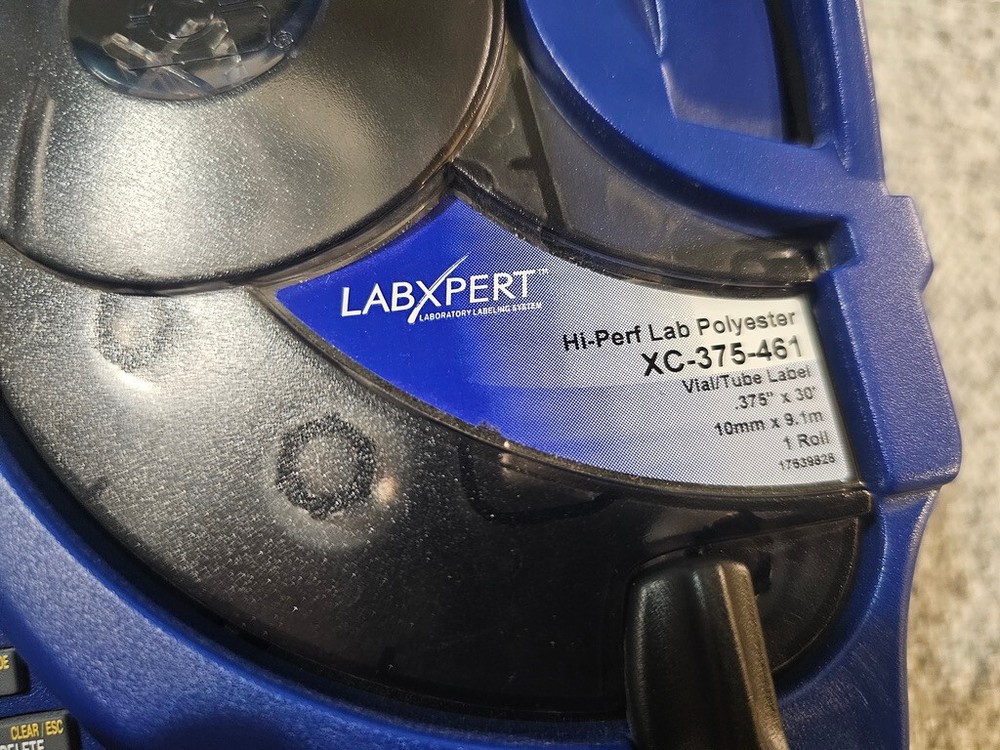 LABXPERT™
LABORATORY LABELING SYSTEM
Hi-Perf Lab Polyester
XC-375-461
Vial/Tube Label
.375" x 30'
10mm x 9.1m
1 Roll
17639828
CLEAR / ESC